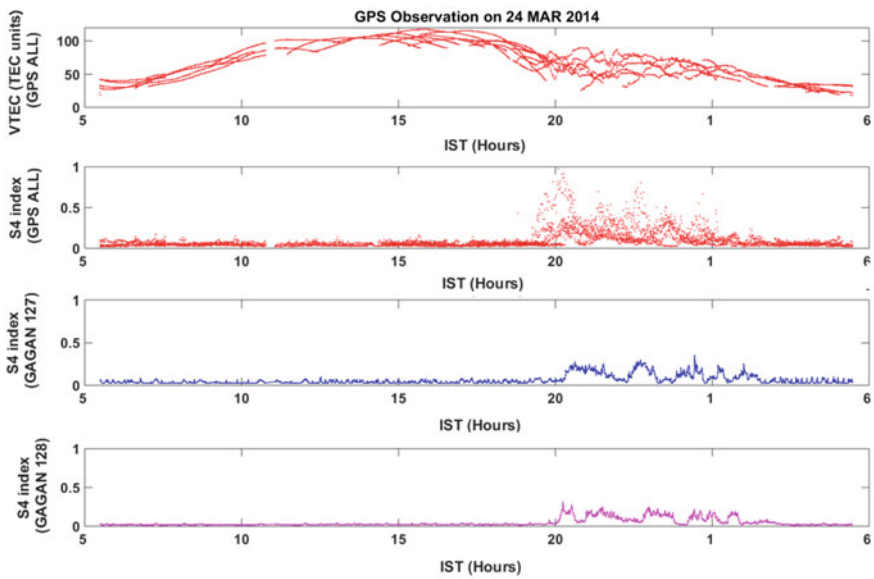 GPS Observation on 24 MAR 2014
VTEC (TEC units)
(GPS ALL)
100
50
0
5 10 15 20 1 6
IST (Hours)
S4 index
(GPS ALL)
1
0.5
0
5 10 15 20 1 6
IST (Hours)
S4 index
(GAGAN 127)
1
0.5
0
5 10 15 20 1 6
IST (Hours)
S4 index
(GAGAN 128)
1
0.5
0
5 10 15 20 1 6
IST (Hours)